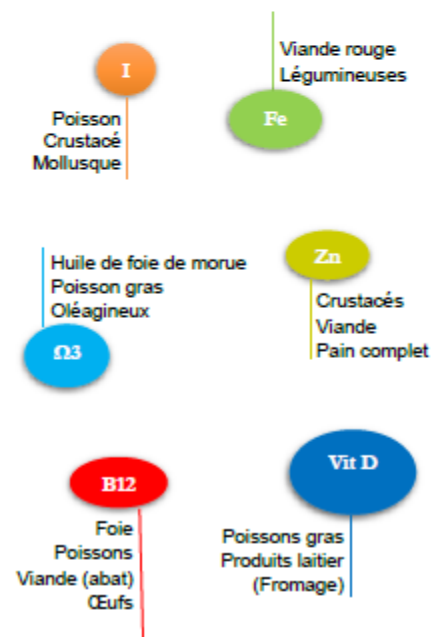 I
Poisson
Crustacé
Mollusque
Viande rouge
Légumineuses
Fe
Huile de foie de morue
Poisson gras
Oléagineux
Ω3
Zn
Crustacés
Viande
Pain complet
B12
Foie
Poissons
Viande (abat)
Œufs
Vit D
Poissons gras
Produits laitier
(Fromage)